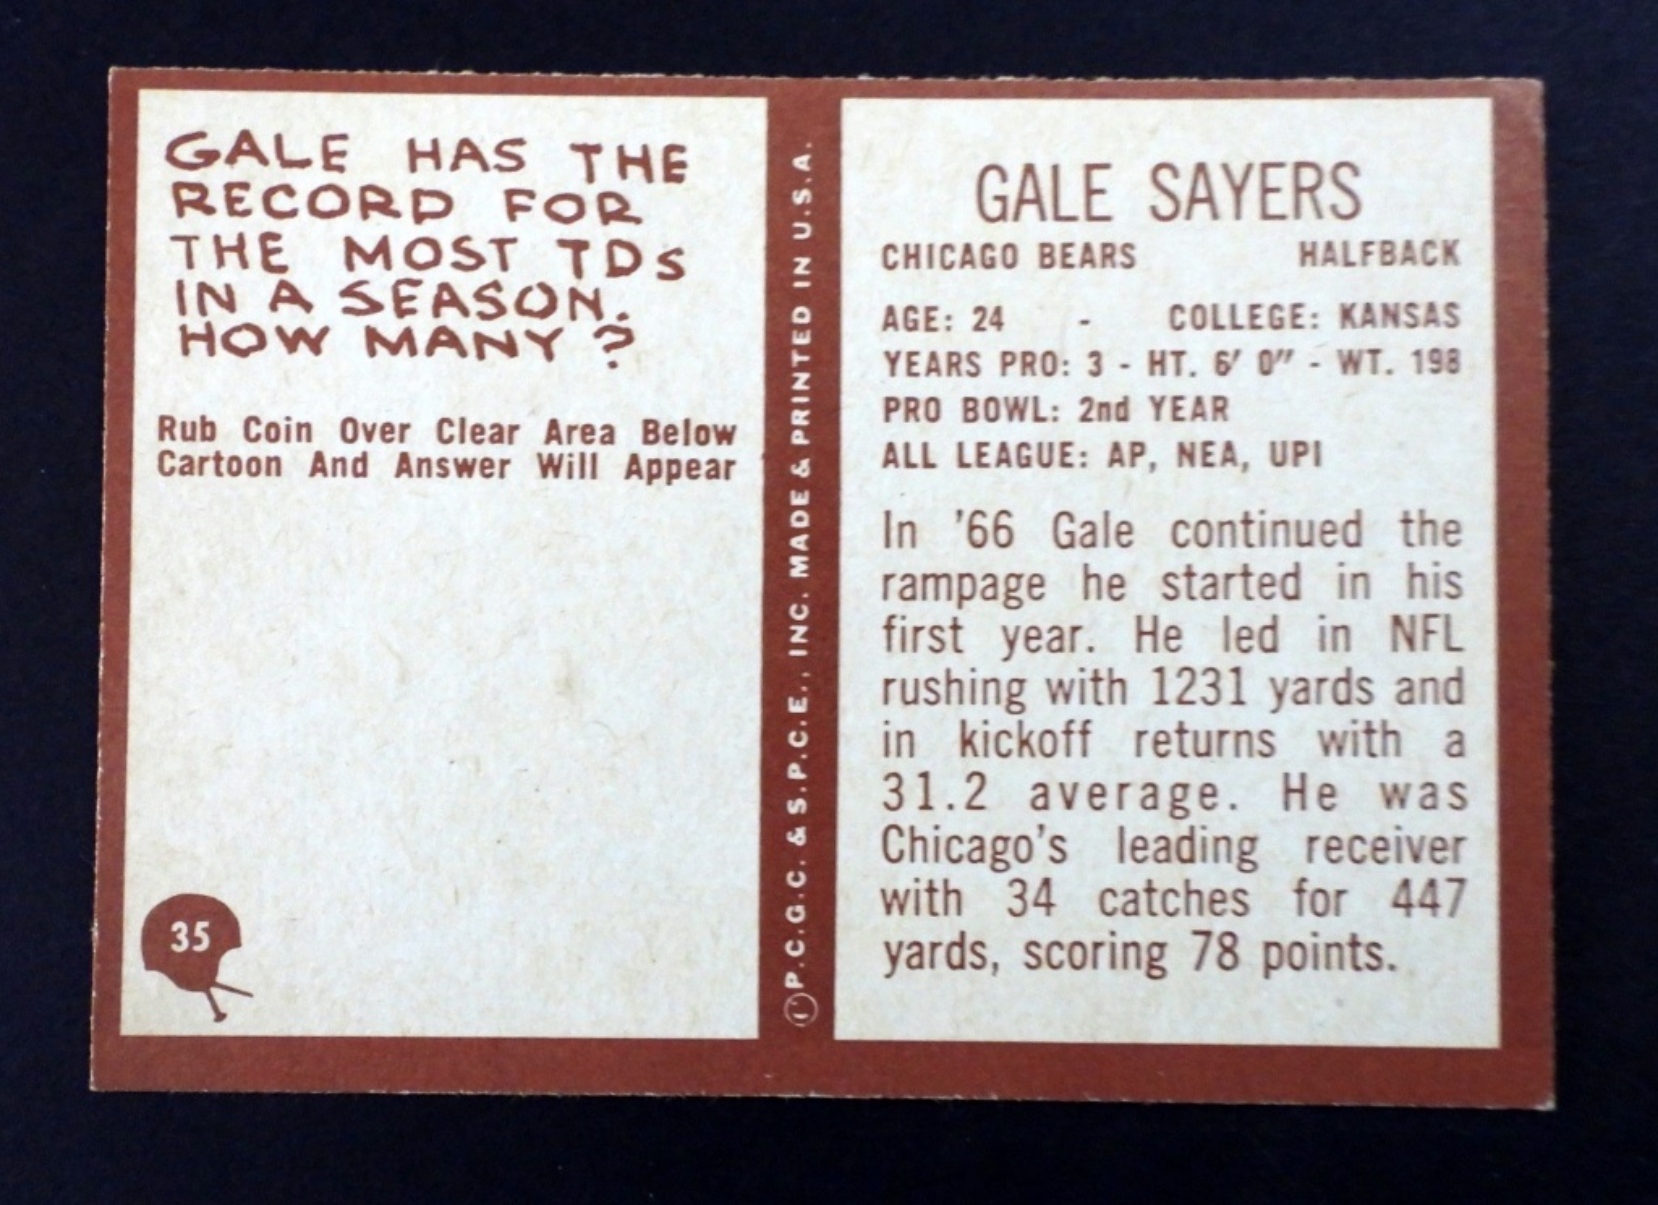 GALE HAS THE
RECORD FOR
THE MOST TDS
IN A SEASON.
HOW MANY?
Rub Coin Over Clear Area Below
Cartoon And Answer Will Appear
35
©P.C.G.C. & S.P.C.E., INC. MADE & PRINTED IN U.S.A.
GALE SAYERS
CHICAGO BEARS HALFBACK
AGE: 24 - COLLEGE: KANSAS
YEARS PRO: 3 - HT. 6′ 0″ - WT. 198
PRO BOWL: 2nd YEAR
ALL LEAGUE: AP, NEA, UPI
In ’66 Gale continued the
rampage he started in his
first year. He led in NFL
rushing with 1231 yards and
in kickoff returns with a
31.2 average. He was
Chicago’s leading receiver
with 34 catches for 447
yards, scoring 78 points.